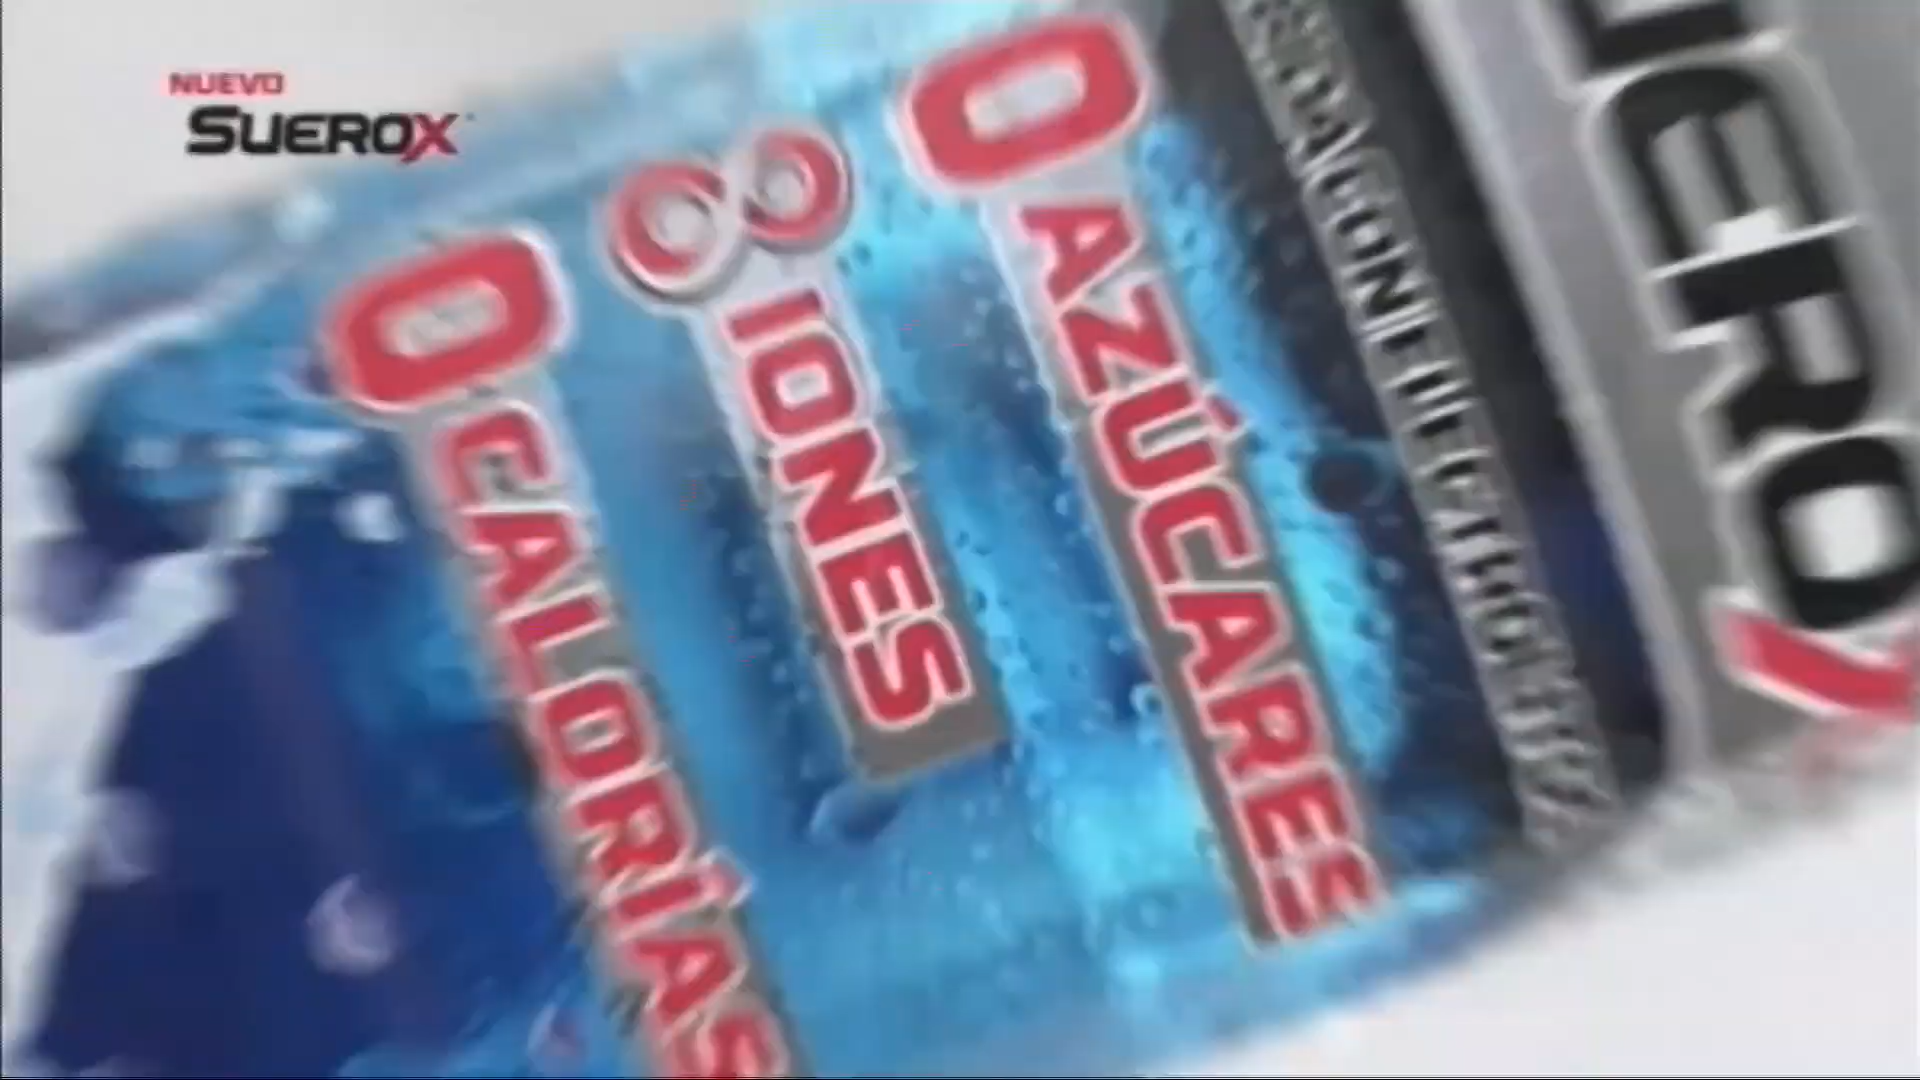 NUEVO
SUEROX
0 AZÚCARES
8 IONES
0 CALORÍAS